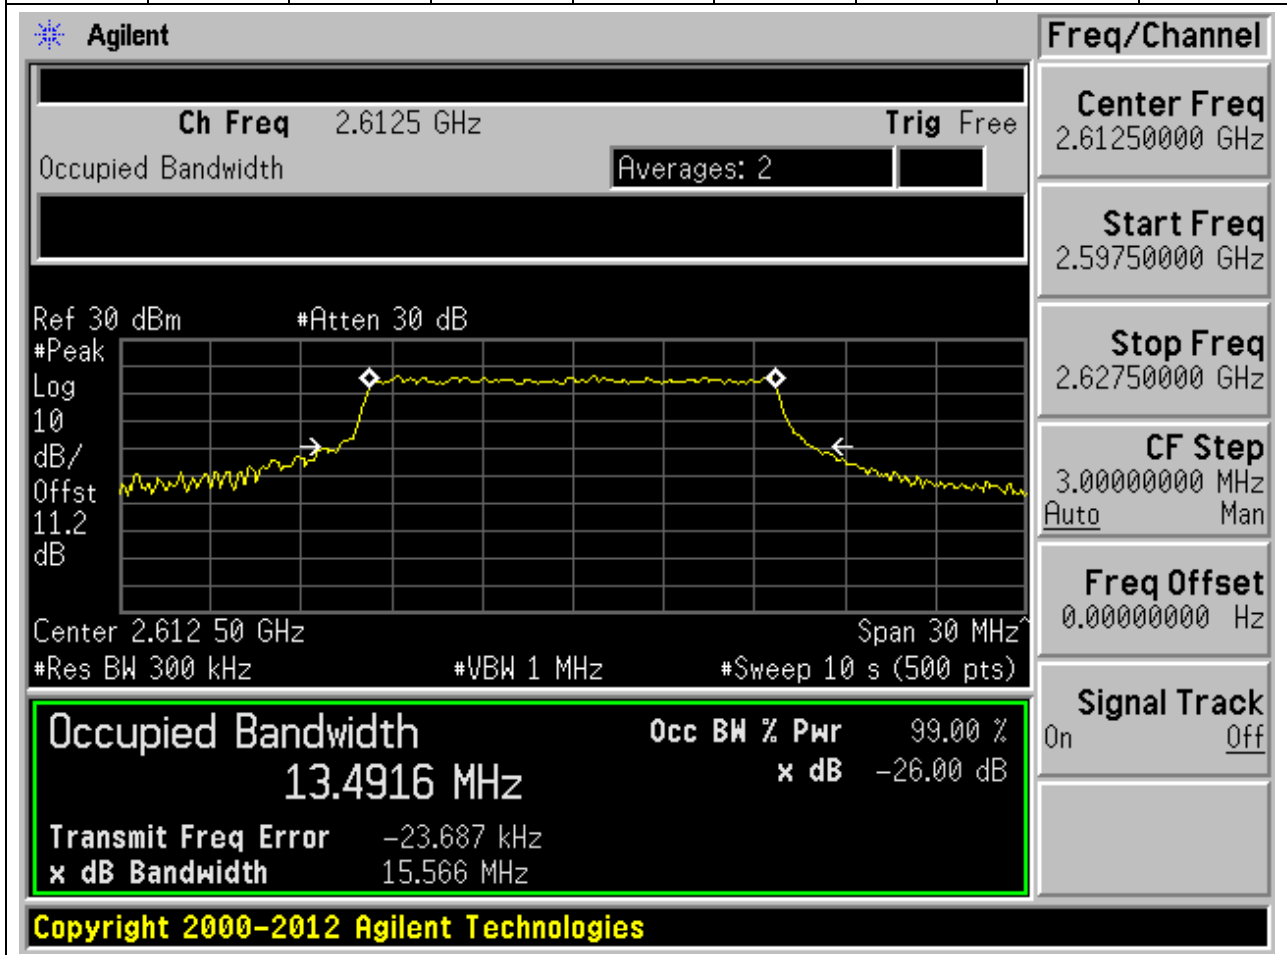 Agilent
Freq/Channel
Ch Freq 2.6125 GHz Trig Free
Occupied Bandwidth Averages: 2
Center Freq
2.61250000 GHz
Start Freq
2.59750000 GHz
Stop Freq
2.62750000 GHz
CF Step
3.00000000 MHz
Auto Man
Freq Offset
0.00000000 Hz
Signal Track
On Off
Ref 30 dBm #Atten 30 dB
#Peak
Log
10
dB/
Offst
11.2
dB
Center 2.612 50 GHz Span 30 MHz^
#Res BW 300 kHz #VBW 1 MHz #Sweep 10 s (500 pts)
Occupied Bandwidth Occ BW % Pwr 99.00 %
13.4916 MHz x dB -26.00 dB
Transmit Freq Error -23.687 kHz
x dB Bandwidth 15.566 MHz
Copyright 2000-2012 Agilent Technologies